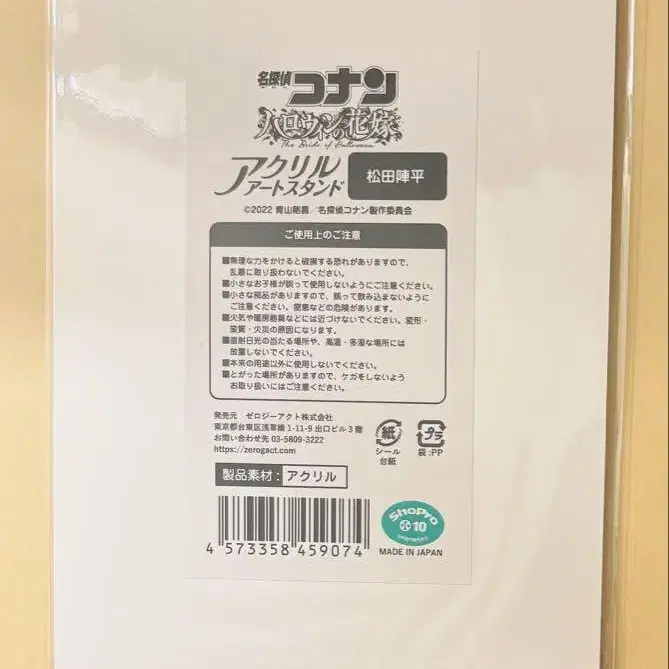 名探偵
コナン
ハロウィンの花嫁
The Bride of Halloween
アクリル
アートスタンド
松田陣平
©2022 青山剛昌／名探偵コナン製作委員会
ご使用上のご注意
■無理な力をかけると破損する恐れがありますので、
乱暴に取り扱わないでください。
■小さなお子様が誤って使用しないようにご注意ください。
■小さな部品がありますので、誤って飲み込まないように
ご注意ください。窒息などの危険があります。
■火気や暖房器具などには近づけないでください。変形・
変質・火災の原因になります。
■直射日光の当たる場所や、高温・多湿な場所には
放置しないでください。
■本来の用途以外に使用しないでください。
■とがった場所がありますので、ケガをしないよう
お取り扱いにはご注意ください。
発売元 ゼロジーアクト株式会社
東京都台東区浅草橋 1-11-9 出口ビル 3 階
お問い合わせ先 03-5809-3222
https://zerogact.com
紙
シール
台紙
プラ
袋:PP
製品素材：アクリル
4 573358 459074
ShoPro
10
MADE IN JAPAN